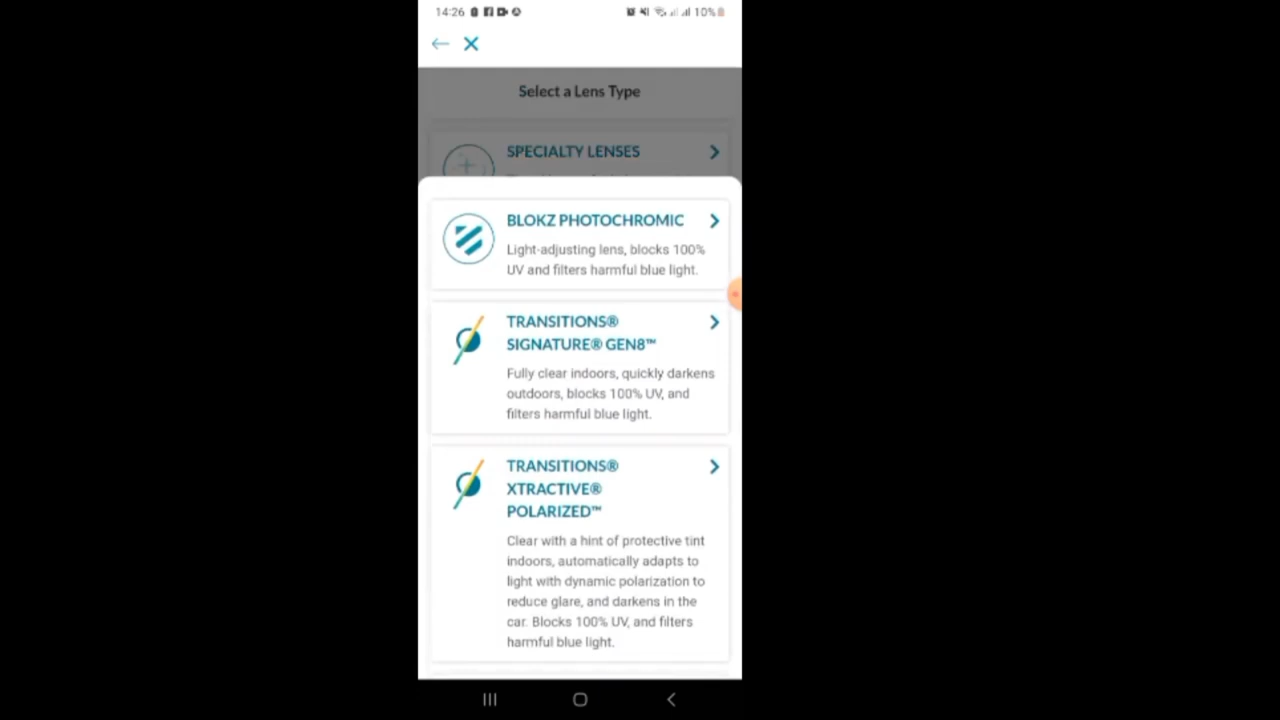 14:26
10%
Select a Lens Type
SPECIALTY LENSES
BLOKZ PHOTOCHROMIC
Light-adjusting lens, blocks 100%
UV and filters harmful blue light.
TRANSITIONS®
SIGNATURE® GEN8™
Fully clear indoors, quickly darkens
outdoors, blocks 100% UV, and
filters harmful blue light.
TRANSITIONS®
XTRACTIVE®
POLARIZED™
Clear with a hint of protective tint
indoors, automatically adapts to
light with dynamic polarization to
reduce glare, and darkens in the
car. Blocks 100% UV, and filters
harmful blue light.